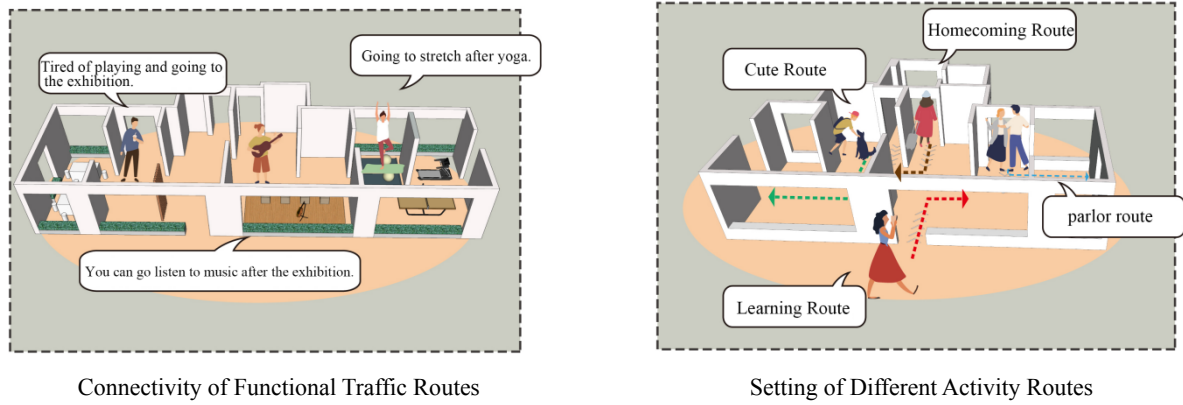 Tired of playing and going to
the exhibition.
Going to stretch after yoga.
You can go listen to music after the exhibition.
Connectivity of Functional Traffic Routes
Homecoming Route
Cute Route
parlor route
Learning Route
Setting of Different Activity Routes